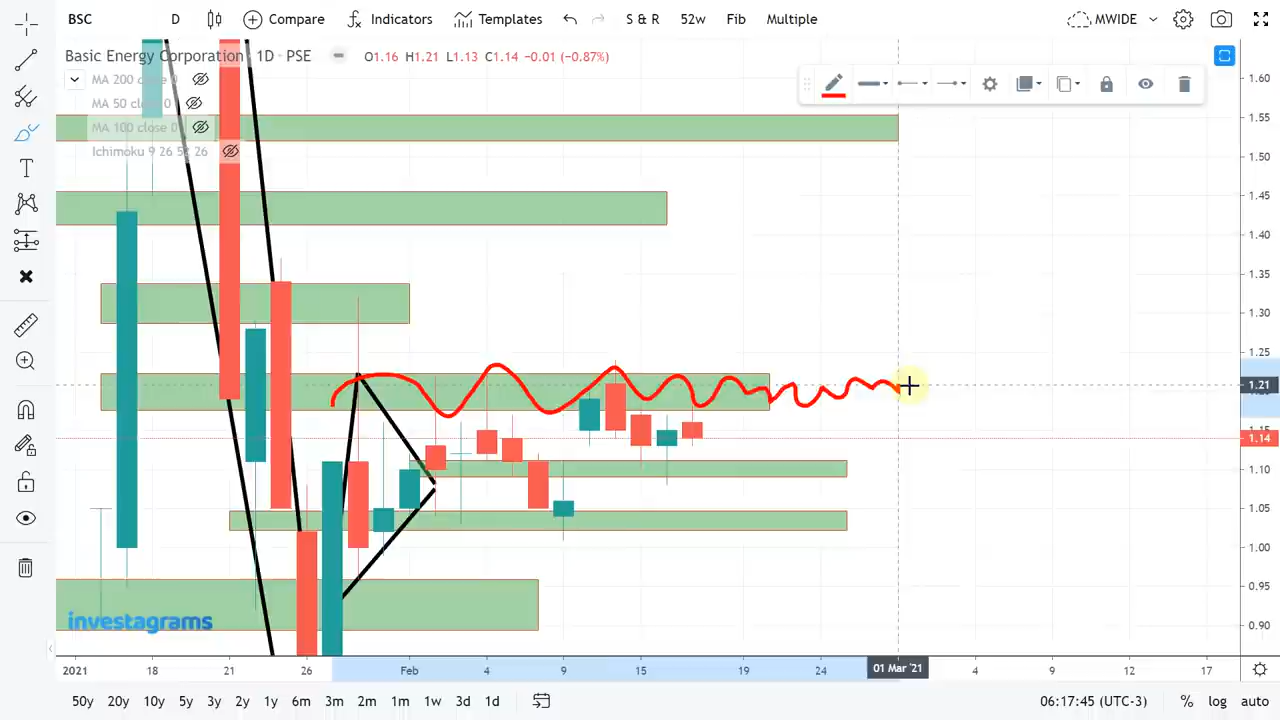 BSC D Compare Indicators Templates S & R 52w Fib Multiple MWIDE
Basic Energy Corporation · 1D · PSE O1.16 H1.21 L1.13 C1.14 −0.01 (−0.87%)
MA 200 close 0
MA 50 close 0
MA 100 close 0
Ichimoku 9 26 52 26
1.60
1.55
1.50
1.45
1.40
1.35
1.30
1.25
1.21
1.15
1.14
1.10
1.05
1.00
0.95
0.90
investagrams
2021 18 21 26 Feb 4 9 15 19 24 01 Mar '21 4 9 12 17
50y 20y 10y 5y 3y 2y 1y 6m 3m 2m 1m 1w 3d 1d 06:17:45 (UTC-3) % log auto